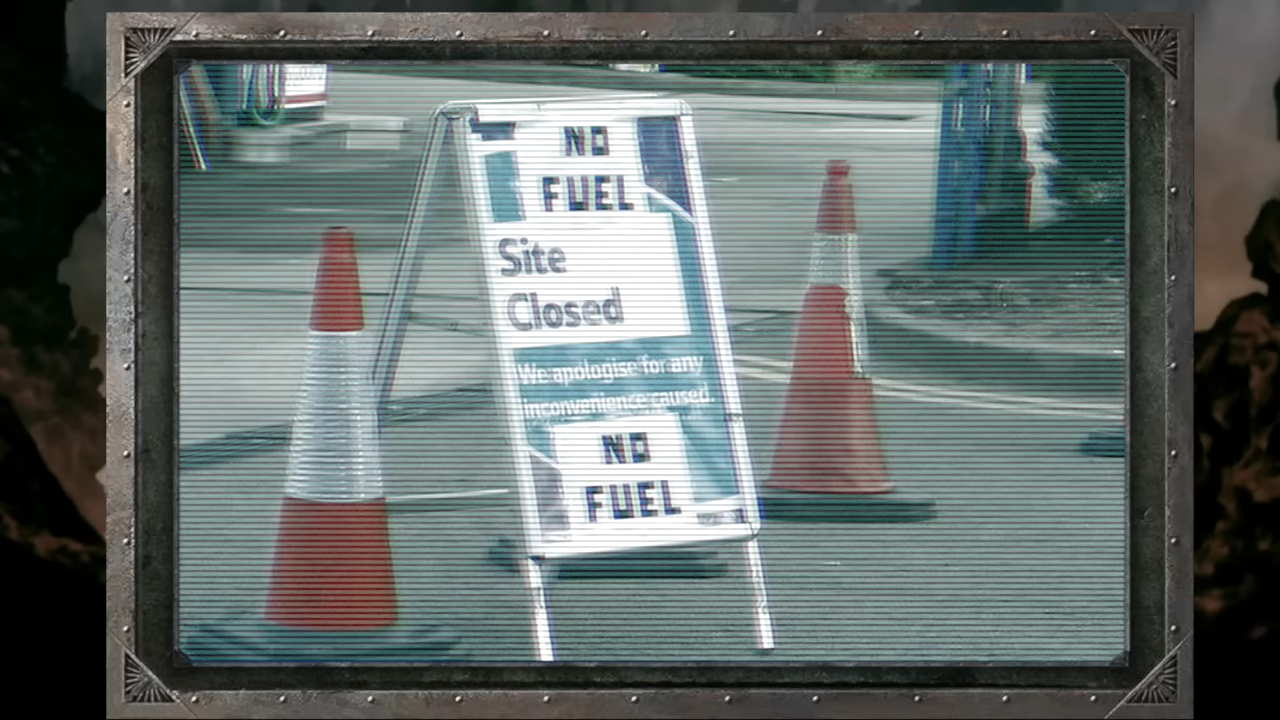 NO
FUEL
Site
Closed
We apologise for any
inconvenience caused.
NO
FUEL